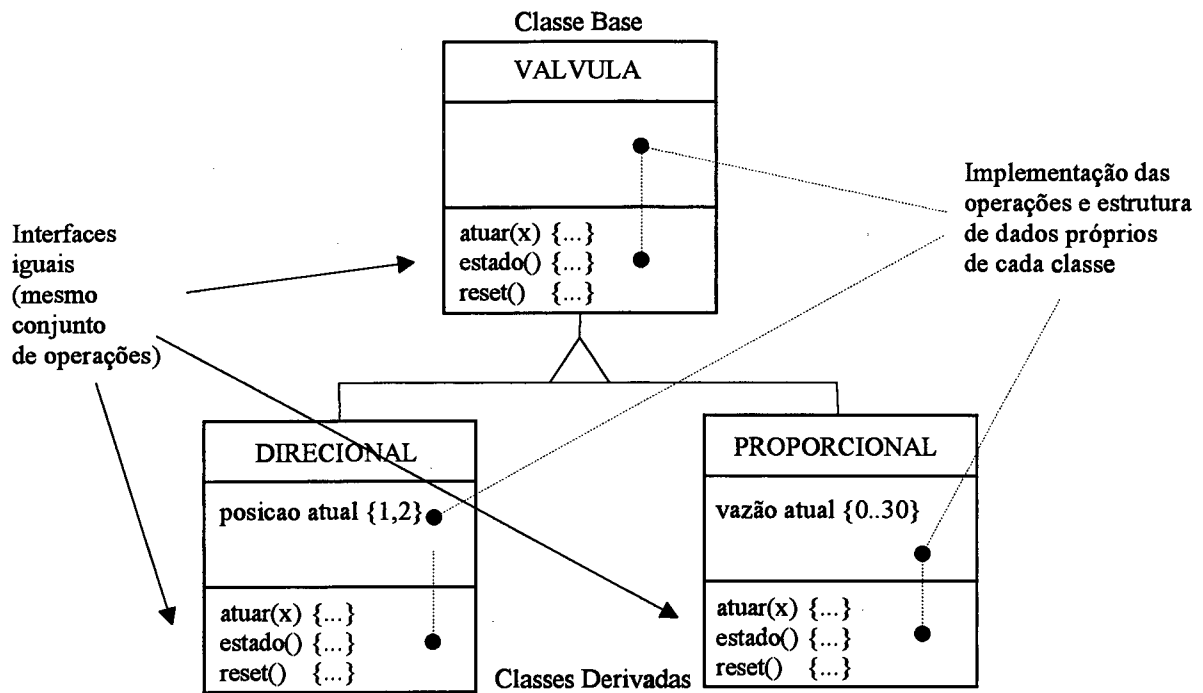 Classe Base
VALVULA
atuar(x) {...}
estado() {...}
reset() {...}
Interfaces
iguais
(mesmo
conjunto
de operações)
Implementação das
operações e estrutura
de dados próprios
de cada classe
DIRECIONAL
posicao atual {1,2}
atuar(x) {...}
estado() {...}
reset() {...}
PROPORCIONAL
vazão atual {0..30}
atuar(x) {...}
estado() {...}
reset() {...}
Classes Derivadas